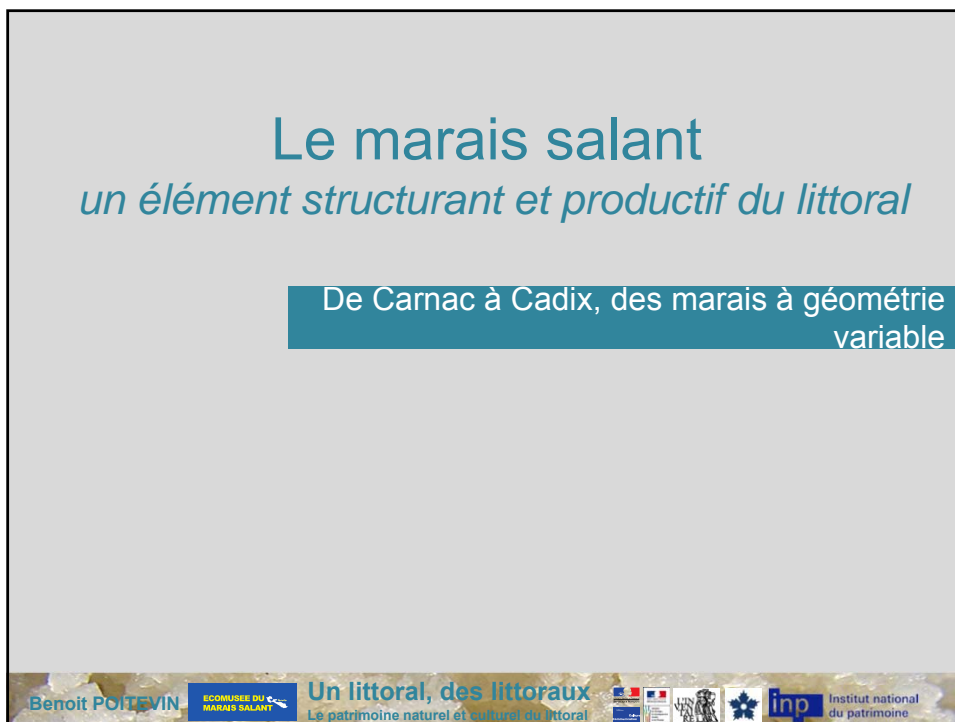 Le marais salant
un élément structurant et productif du littoral
De Carnac à Cadix, des marais à géométrie
variable
Benoit POITEVIN
ECOMUSEE DU
MARAIS SALANT
Un littoral, des littoraux
Le patrimoine naturel et culturel du littoral
inp
Institut national
du patrimoine